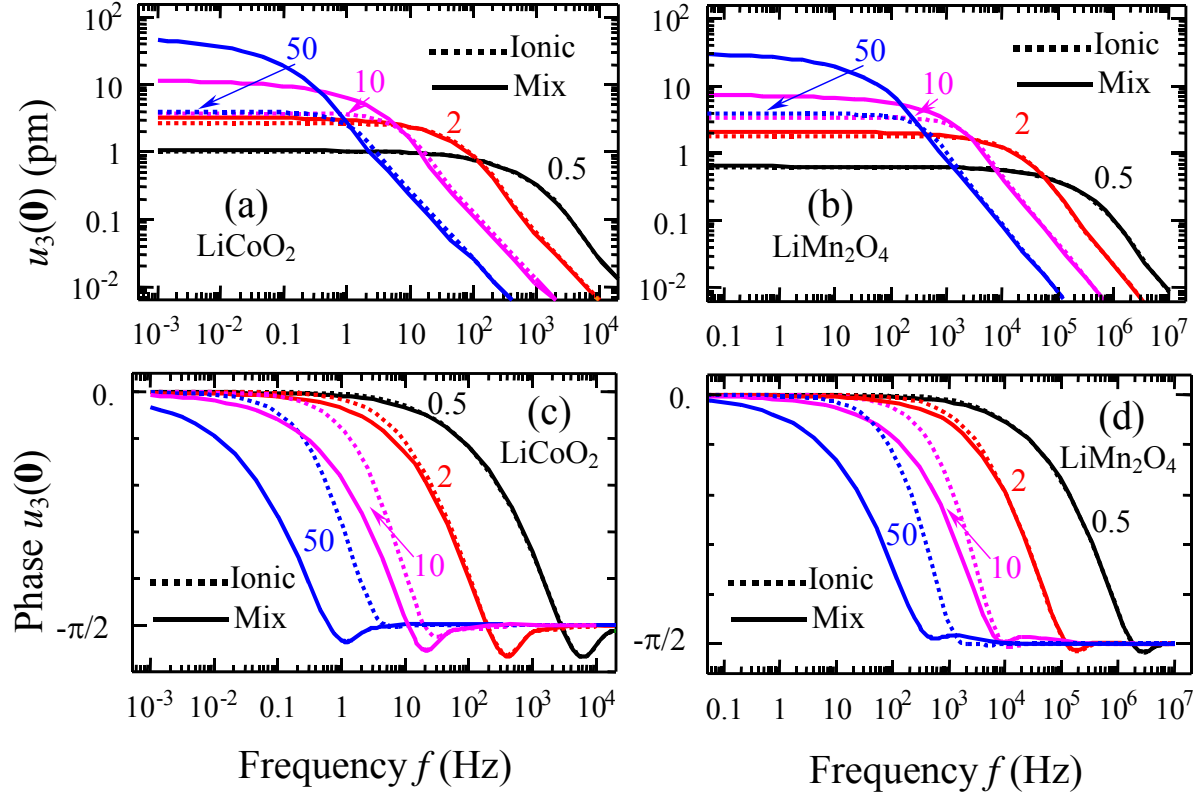 10²
10
1
0.1
10⁻²
50
10
2
0.5
Ionic
Mix
(a)
LiCoO₂
10⁻³ 10⁻² 0.1 1 10 10² 10³ 10⁴
u₃(0) (pm)
10²
10
1
0.1
10⁻²
50
10
2
0.5
Ionic
Mix
(b)
LiMn₂O₄
0.1 1 10 10² 10³ 10⁴ 10⁵ 10⁶ 10⁷
0.
-π/2
0.5
2
10
50
(c)
LiCoO₂
Ionic
Mix
10⁻³ 10⁻² 0.1 1 10 10² 10³ 10⁴
Phase u₃(0)
Frequency f (Hz)
0.
-π/2
50
10
2
0.5
(d)
LiMn₂O₄
Ionic
Mix
0.1 1 10 10² 10³ 10⁴ 10⁵ 10⁶ 10⁷
Frequency f (Hz)